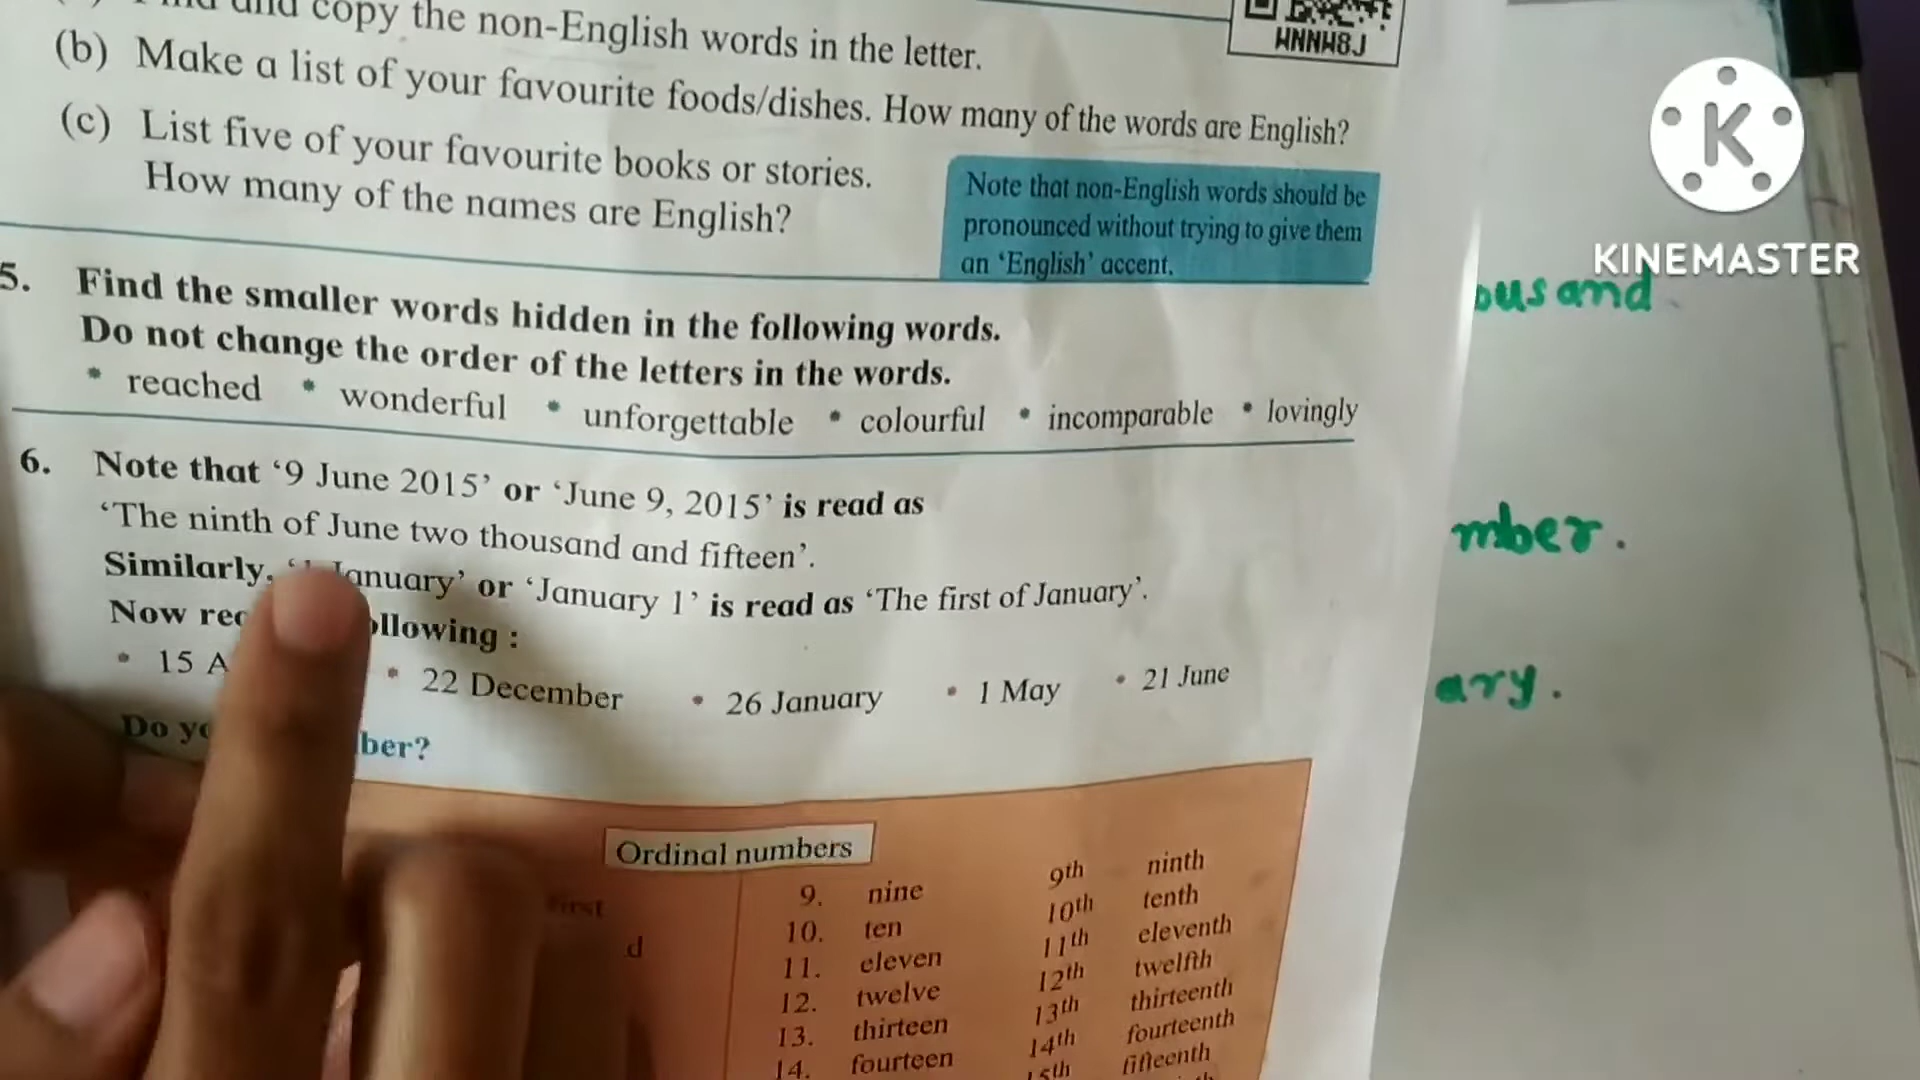 and copy the non-English words in the letter.
WNNW8J
(b) Make a list of your favourite foods/dishes. How many of the words are English?
(c) List five of your favourite books or stories.
How many of the names are English?
Note that non-English words should be
pronounced without trying to give them
an ‘English’ accent.
K
KINEMASTER
5. Find the smaller words hidden in the following words.
Do not change the order of the letters in the words.
* reached * wonderful * unforgettable * colourful * incomparable * lovingly
6. Note that ‘9 June 2015’ or ‘June 9, 2015’ is read as
‘The ninth of June two thousand and fifteen’.
Similarly, ‘1 January’ or ‘January 1’ is read as ‘The first of January’.
Now ollowing :
• 15 A • 22 December • 26 January • 1 May • 21 June
Do ber?
ousand
mber.
ary.
Ordinal numbers
first
d
9. nine 9th ninth
10. ten 10th tenth
11. eleven 11th eleventh
12. twelve 12th twelfth
13. thirteen 13th thirteenth
14. fourteen 14th fourteenth
15th fifteenth